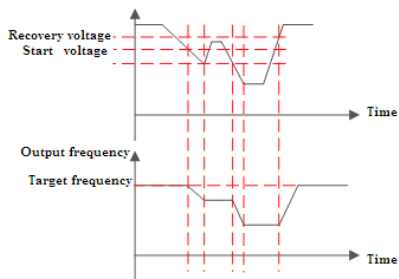 Recovery voltage
Start voltage
Time
Output frequency
Target frequency
Time